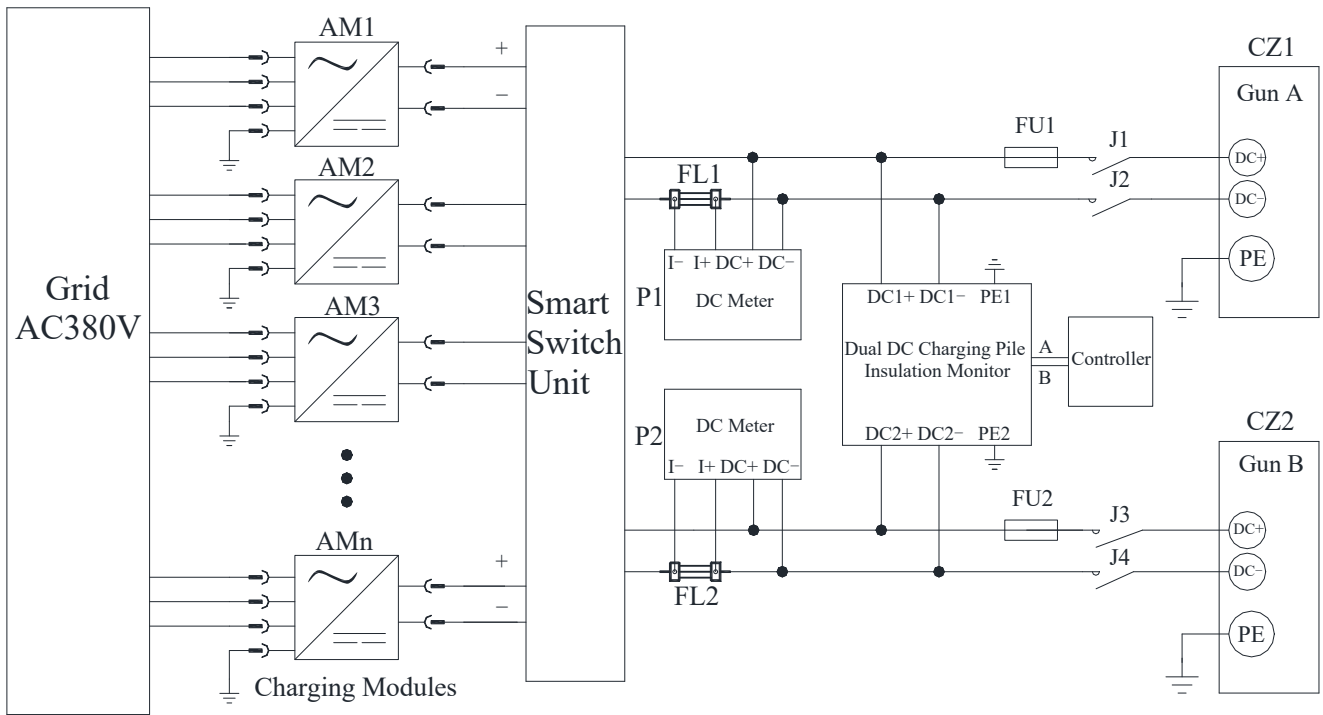 AM1
+
−
AM2
AM3
AMn
+
−
Charging Modules
Grid
AC380V
Smart
Switch
Unit
FL1
I− I+ DC+ DC−
P1
DC Meter
P2
DC Meter
I− I+ DC+ DC−
FL2
DC1+ DC1− PE1
Dual DC Charging Pile
Insulation Monitor
DC2+ DC2− PE2
A
B
Controller
FU1
J1
J2
FU2
J3
J4
CZ1
Gun A
DC+
DC−
PE
CZ2
Gun B
DC+
DC−
PE